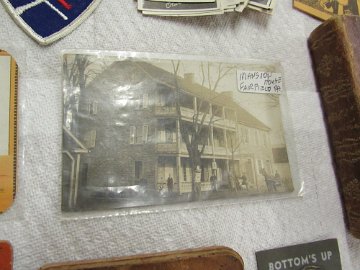 MANSION
HOUSE
FAIRFIELD PA
BOTTOM'S UP